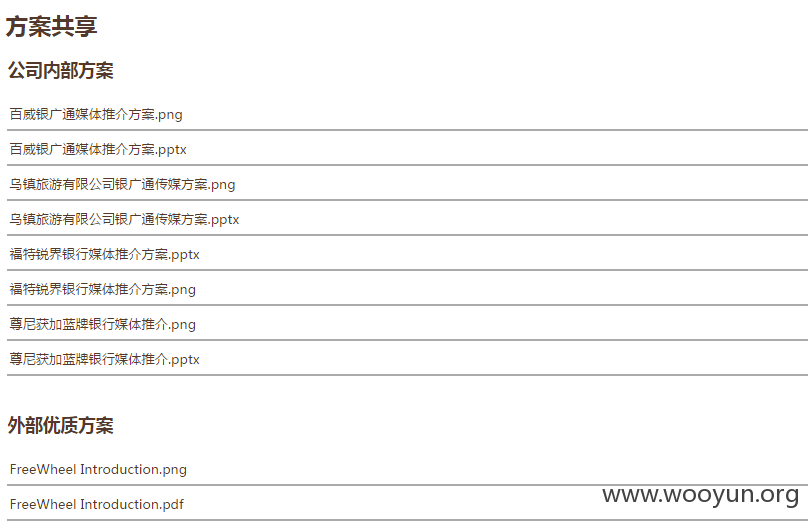 方案共享
公司内部方案
百威银广通媒体推介方案.png
百威银广通媒体推介方案.pptx
乌镇旅游有限公司银广通传媒方案.png
乌镇旅游有限公司银广通传媒方案.pptx
福特锐界银行媒体推介方案.pptx
福特锐界银行媒体推介方案.png
尊尼获加蓝牌银行媒体推介.png
尊尼获加蓝牌银行媒体推介.pptx
外部优质方案
FreeWheel Introduction.png
www.wooyun.org
FreeWheel Introduction.pdf